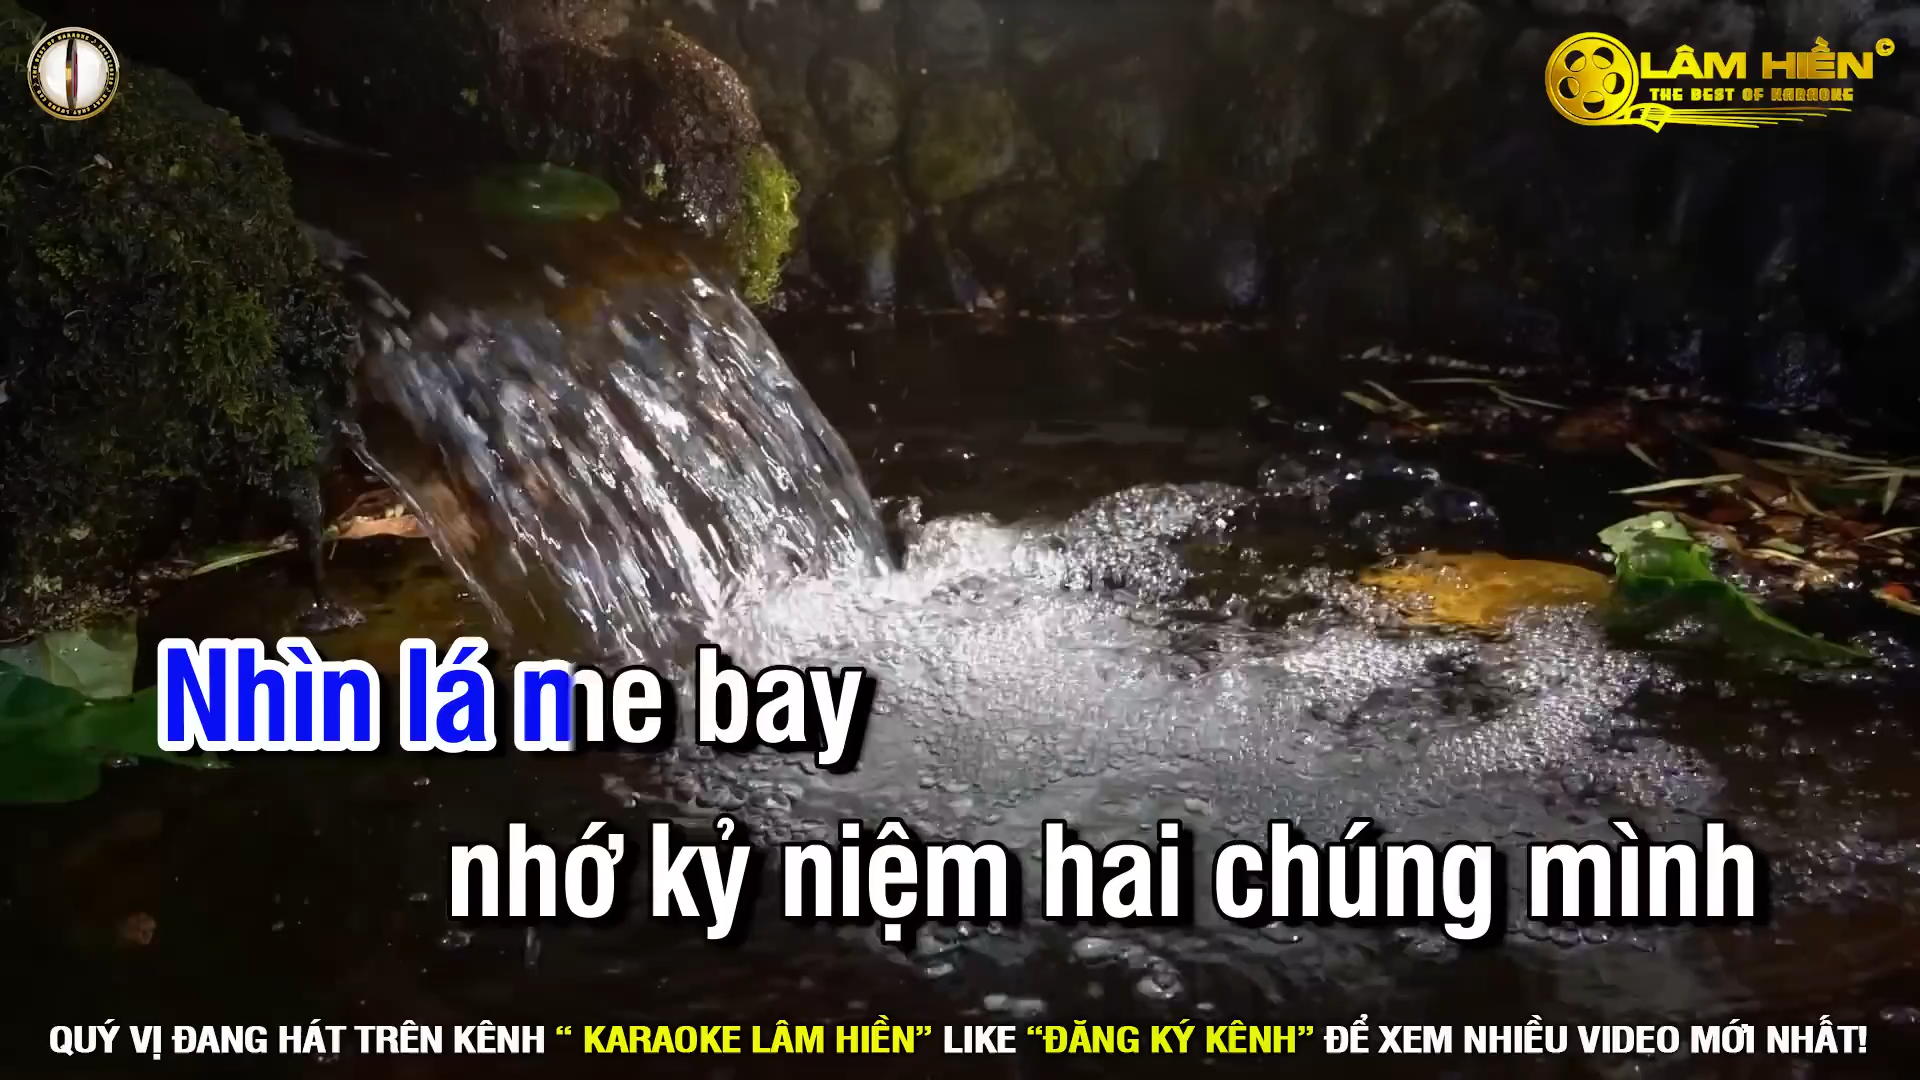 LÂM HIỀN©
THE BEST OF KARAOKE
Nhìn lá me bay
nhớ kỷ niệm hai chúng mình
QUÝ VỊ ĐANG HÁT TRÊN KÊNH “ KARAOKE LÂM HIỀN” LIKE “ĐĂNG KÝ KÊNH” ĐỂ XEM NHIỀU VIDEO MỚI NHẤT!